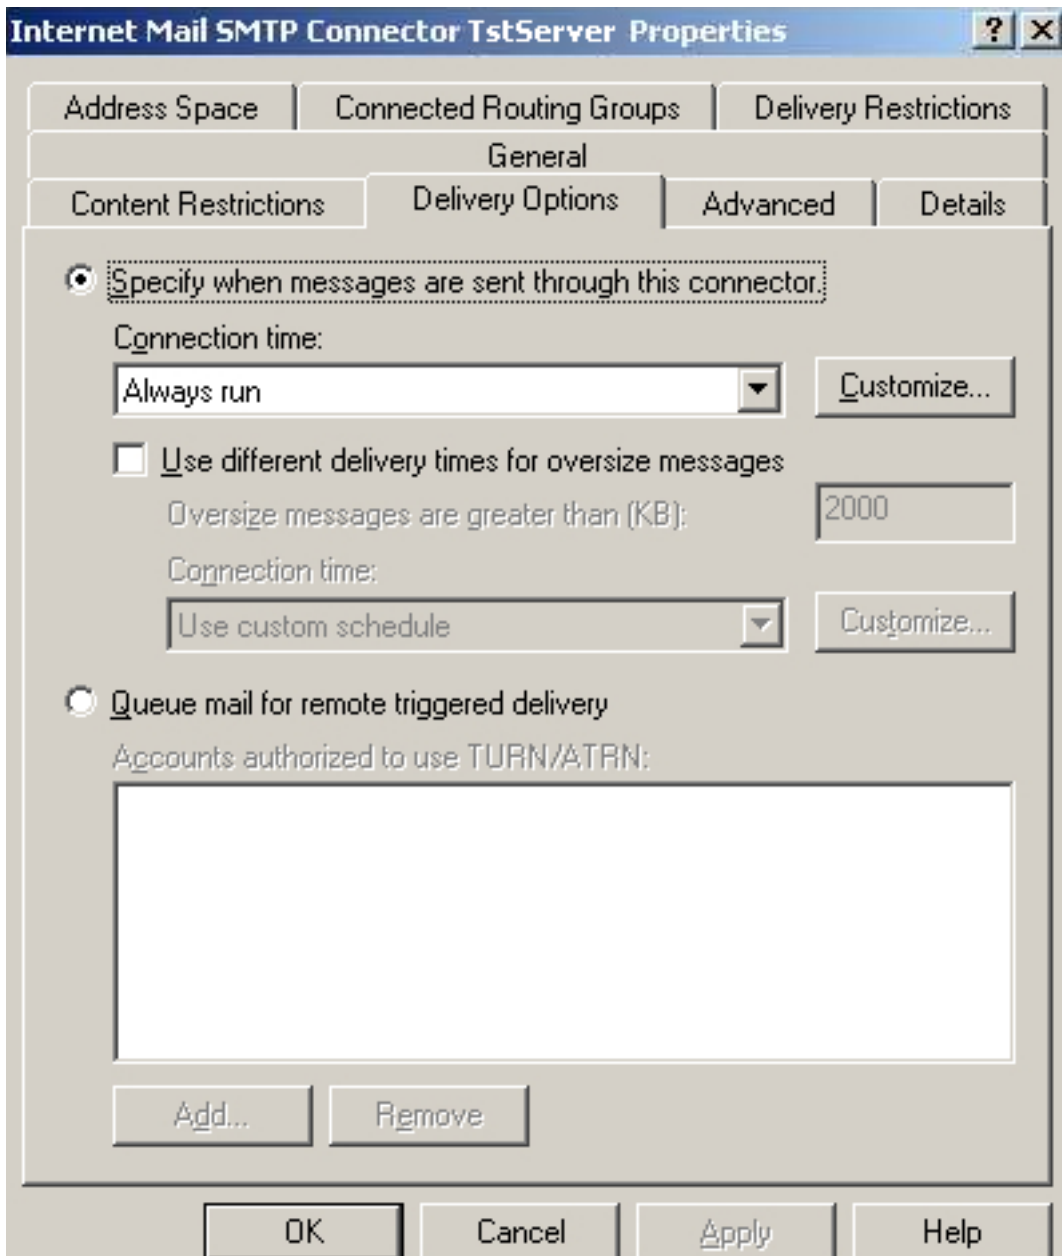 Internet Mail SMTP Connector TstServer Properties ? ×
Address Space Connected Routing Groups Delivery Restrictions
General
Content Restrictions Delivery Options Advanced Details
Specify when messages are sent through this connector.
Connection time:
Always run Customize...
Use different delivery times for oversize messages
Oversize messages are greater than (KB): 2000
Connection time:
Use custom schedule Customize...
Queue mail for remote triggered delivery
Accounts authorized to use TURN/ATRN:
Add... Remove
OK Cancel Apply Help